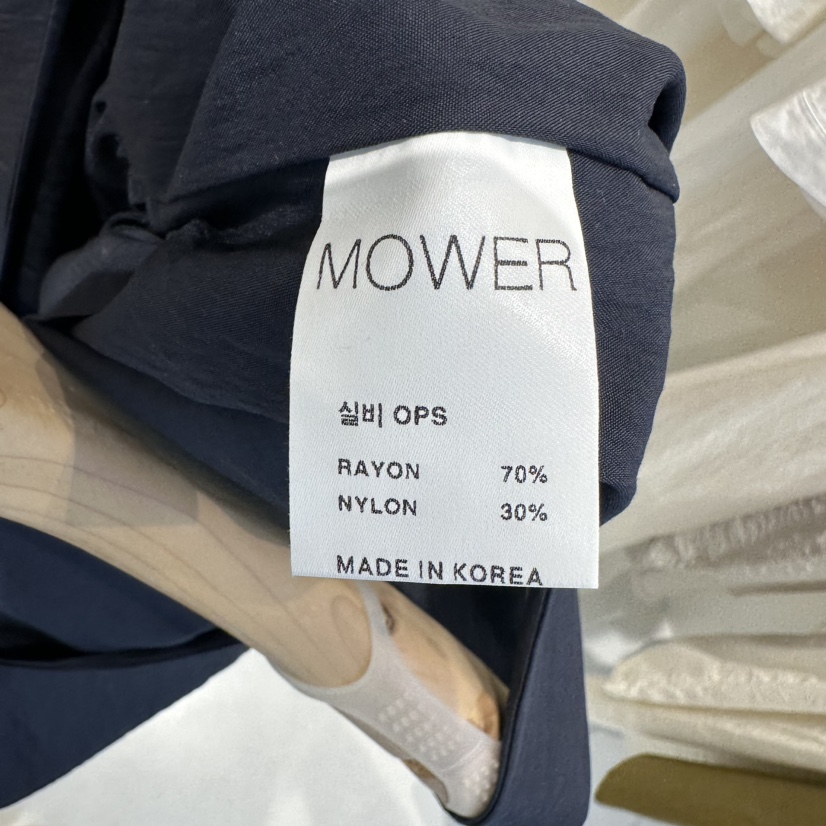 MOWER
실비 OPS
RAYON 70%
NYLON 30%
MADE IN KOREA